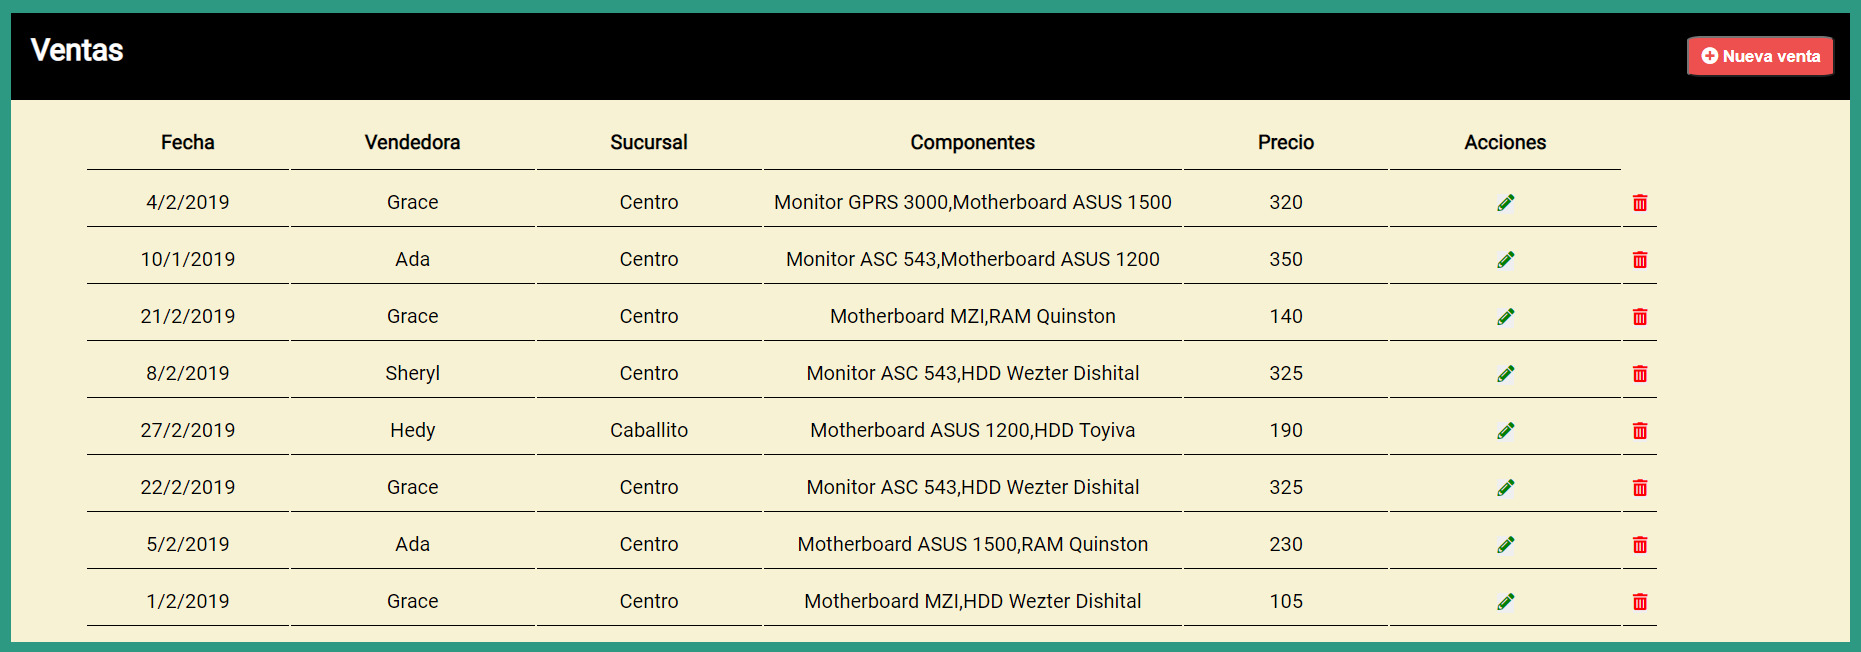 Ventas
Nueva venta
Fecha Vendedora Sucursal Componentes Precio Acciones
4/2/2019 Grace Centro Monitor GPRS 3000,Motherboard ASUS 1500 320
10/1/2019 Ada Centro Monitor ASC 543,Motherboard ASUS 1200 350
21/2/2019 Grace Centro Motherboard MZI,RAM Quinston 140
8/2/2019 Sheryl Centro Monitor ASC 543,HDD Wezter Dishital 325
27/2/2019 Hedy Caballito Motherboard ASUS 1200,HDD Toyiva 190
22/2/2019 Grace Centro Monitor ASC 543,HDD Wezter Dishital 325
5/2/2019 Ada Centro Motherboard ASUS 1500,RAM Quinston 230
1/2/2019 Grace Centro Motherboard MZI,HDD Wezter Dishital 105